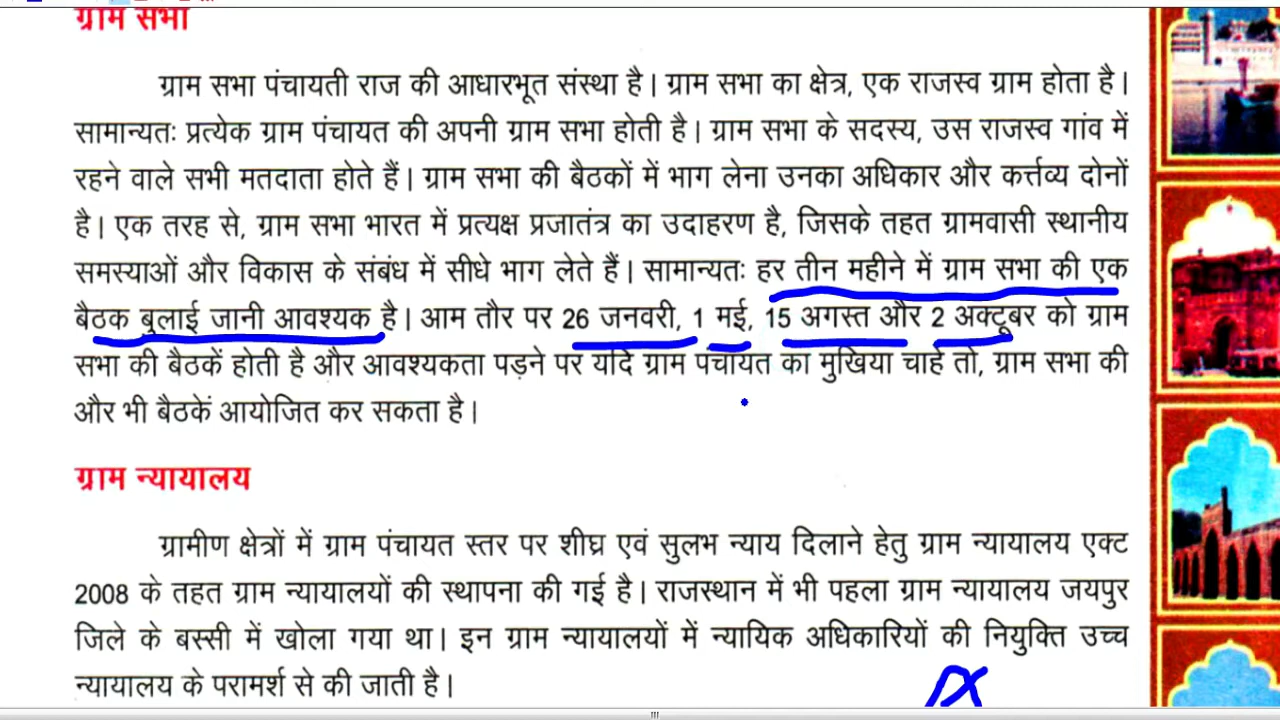 ग्राम सभा
ग्राम सभा पंचायती राज की आधारभूत संस्था है। ग्राम सभा का क्षेत्र, एक राजस्व ग्राम होता है।
सामान्यतः प्रत्येक ग्राम पंचायत की अपनी ग्राम सभा होती है। ग्राम सभा के सदस्य, उस राजस्व गांव में
रहने वाले सभी मतदाता होते हैं। ग्राम सभा की बैठकों में भाग लेना उनका अधिकार और कर्त्तव्य दोनों
है। एक तरह से, ग्राम सभा भारत में प्रत्यक्ष प्रजातंत्र का उदाहरण है, जिसके तहत ग्रामवासी स्थानीय
समस्याओं और विकास के संबंध में सीधे भाग लेते हैं। सामान्यतः हर तीन महीने में ग्राम सभा की एक
बैठक बुलाई जानी आवश्यक है। आम तौर पर 26 जनवरी, 1 मई, 15 अगस्त और 2 अक्टूबर को ग्राम
सभा की बैठकें होती है और आवश्यकता पड़ने पर यदि ग्राम पंचायत का मुखिया चाहे तो, ग्राम सभा की
और भी बैठकें आयोजित कर सकता है।
ग्राम न्यायालय
ग्रामीण क्षेत्रों में ग्राम पंचायत स्तर पर शीघ्र एवं सुलभ न्याय दिलाने हेतु ग्राम न्यायालय एक्ट
2008 के तहत ग्राम न्यायालयों की स्थापना की गई है। राजस्थान में भी पहला ग्राम न्यायालय जयपुर
जिले के बस्सी में खोला गया था। इन ग्राम न्यायालयों में न्यायिक अधिकारियों की नियुक्ति उच्च
न्यायालय के परामर्श से की जाती है।